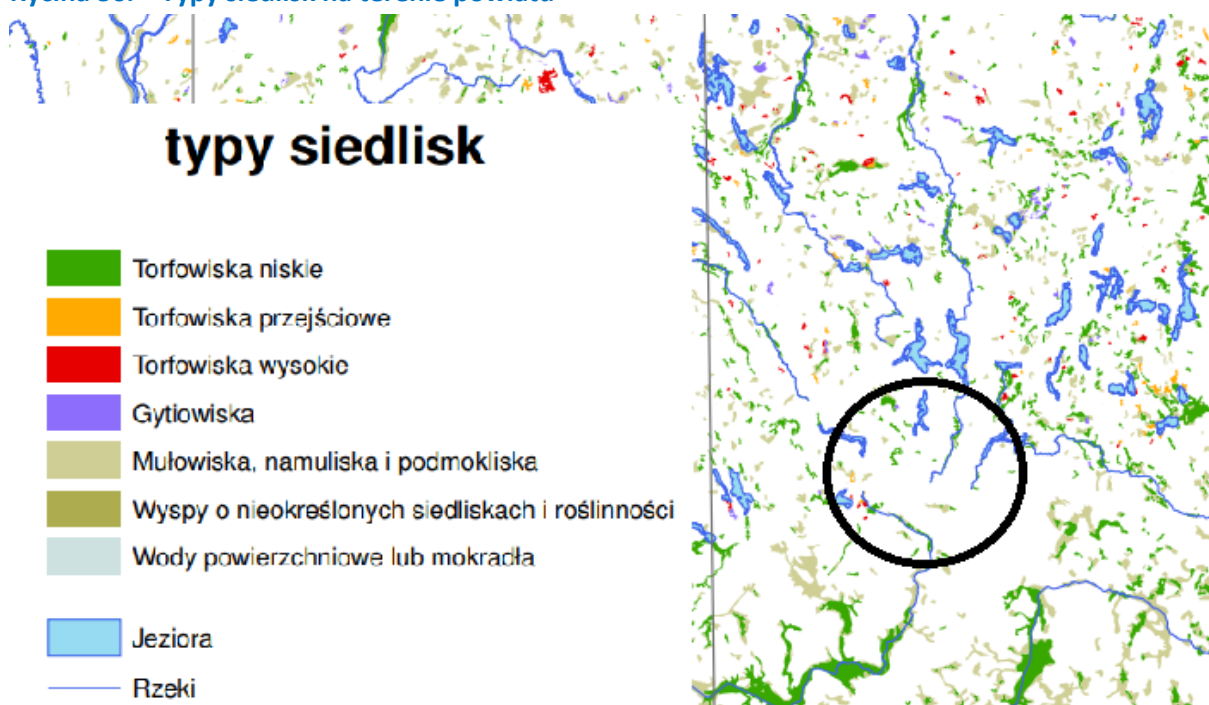 typy siedlisk
Torfowiska niskie
Torfowiska przejściowe
Torfowiska wysokie
Gytiowiska
Mułowiska, namuliska i podmokliska
Wyspy o nieokreślonych siedliskach i roślinności
Wody powierzchniowe lub mokradła
Jeziora
Rzeki